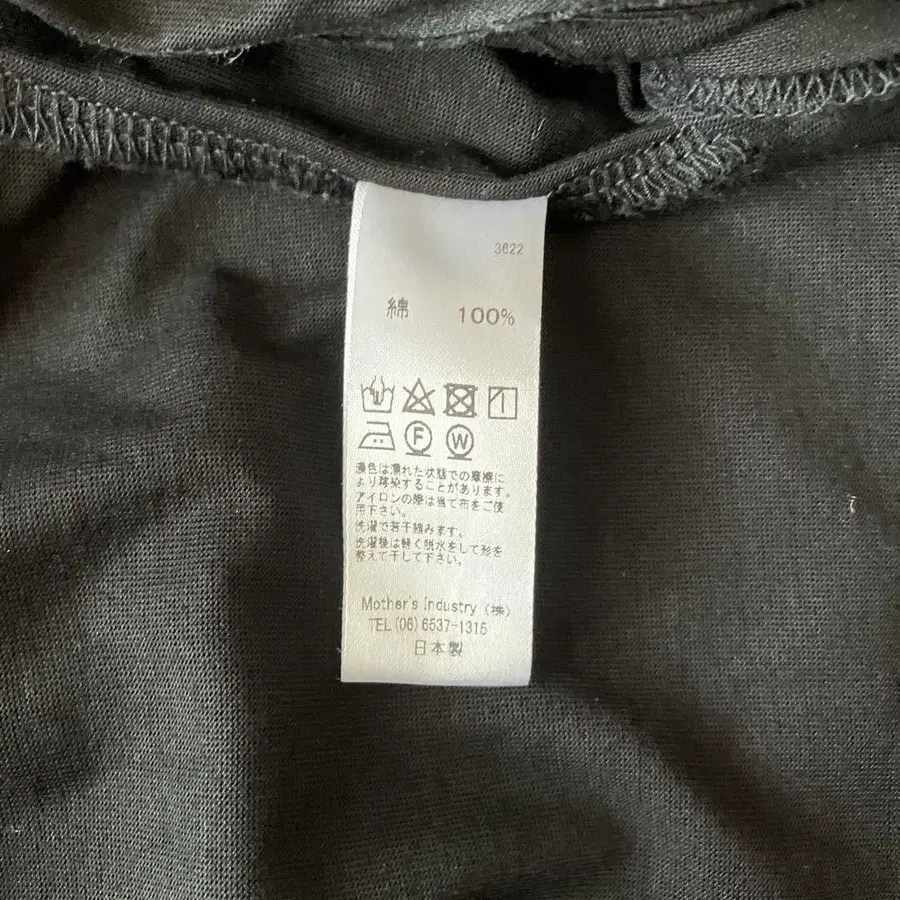 3622
綿 100%
F W
濃色は濡れた状態での摩擦に
より移染することがあります。
アイロンの際は当て布をご使
用下さい。
洗濯で若干縮みます。
洗濯後は軽く脱水をして形を
整えて干して下さい。
Mother's Industry (株)
TEL(06)6537-1315
日本製